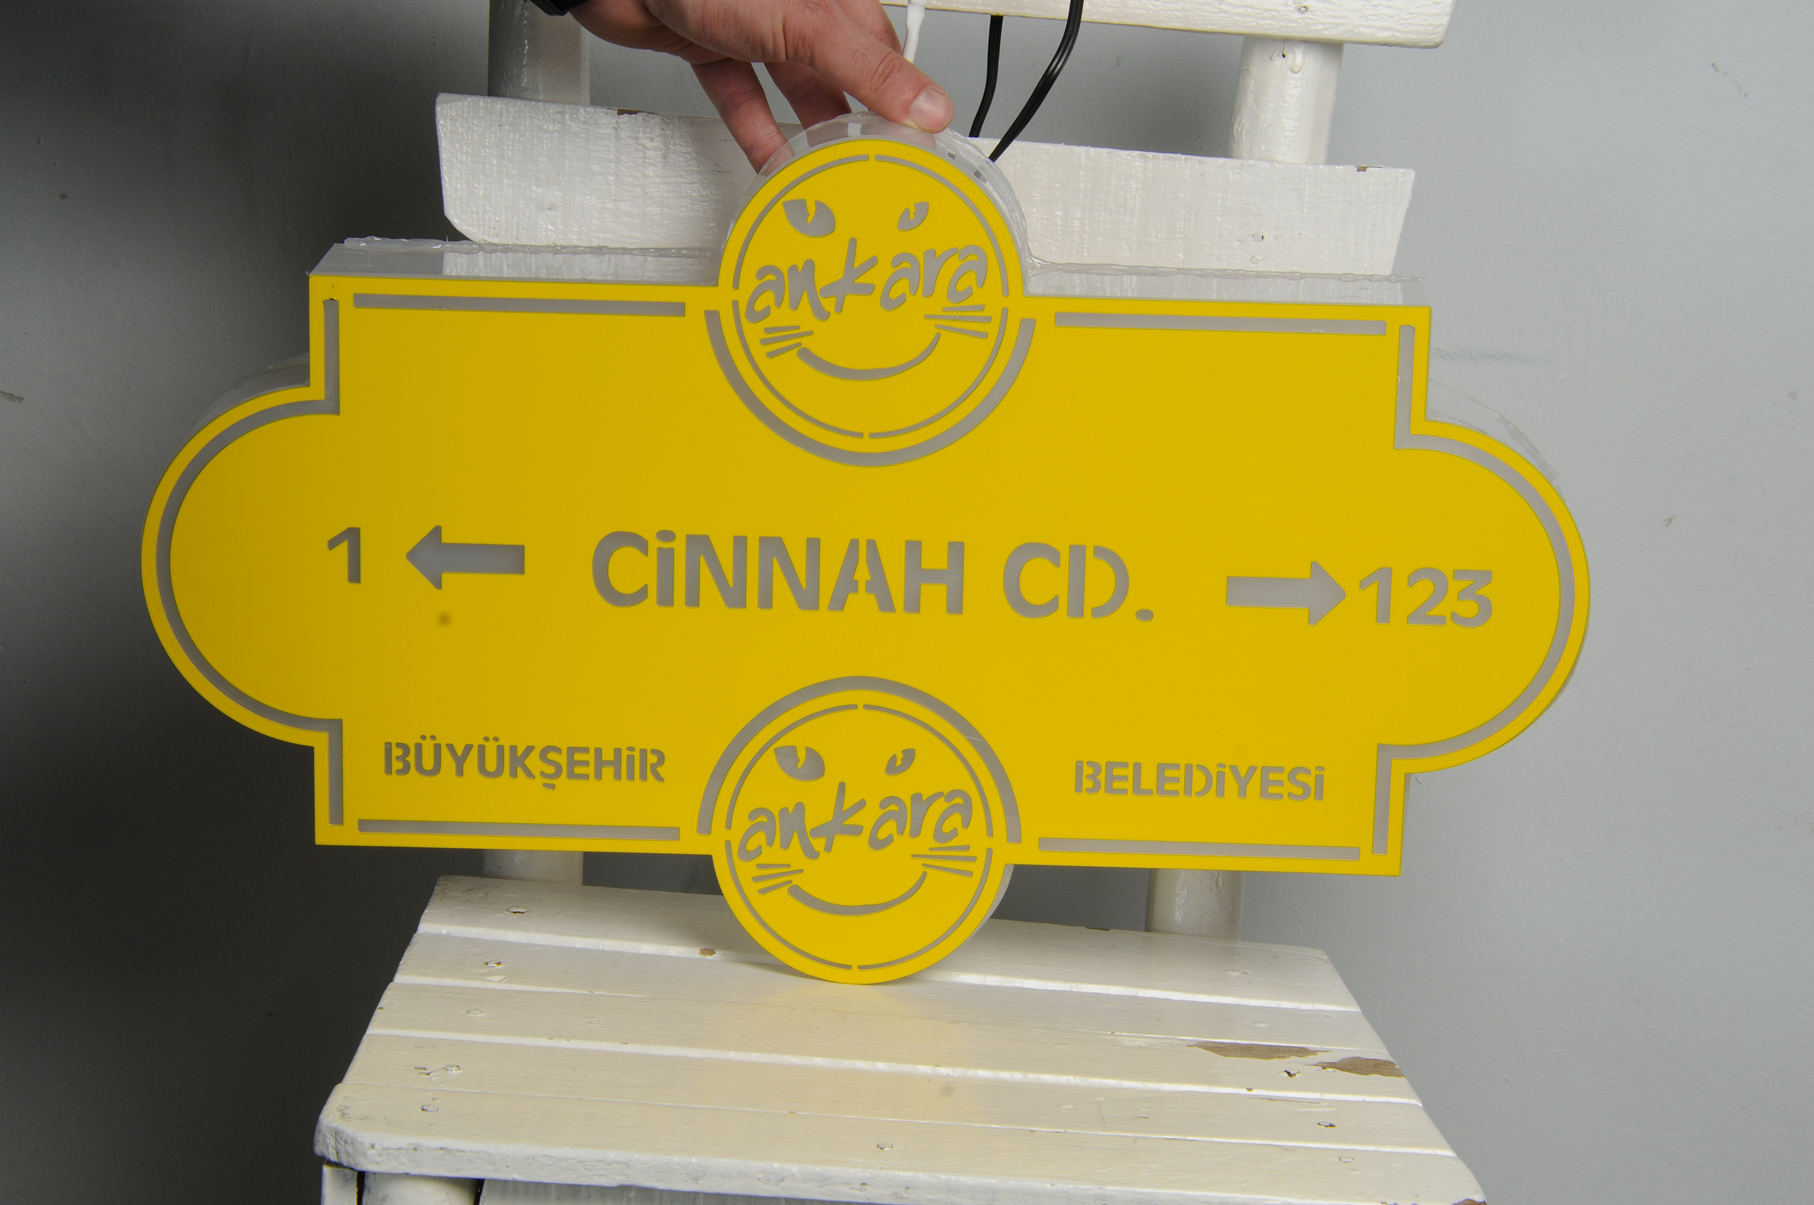 ankara
1 ← CiNNAH CD. → 123
BÜYÜKŞEHiR BELEDiYESi
ankara